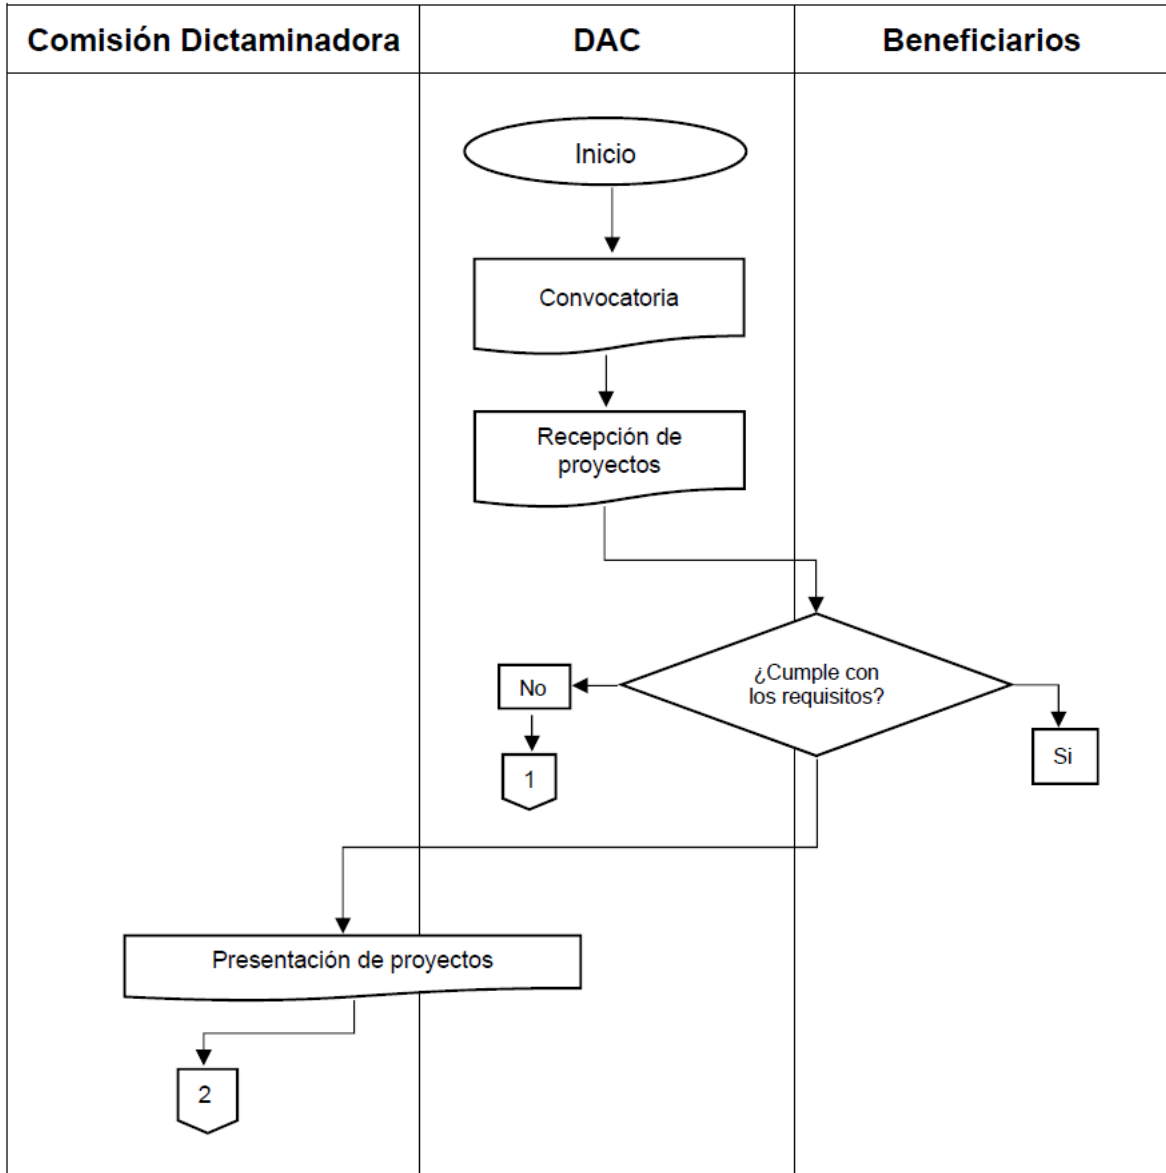 Comisión Dictaminadora
DAC
Beneficiarios
Inicio
Convocatoria
Recepción de
proyectos
¿Cumple con
los requisitos?
No
Si
1
Presentación de proyectos
2